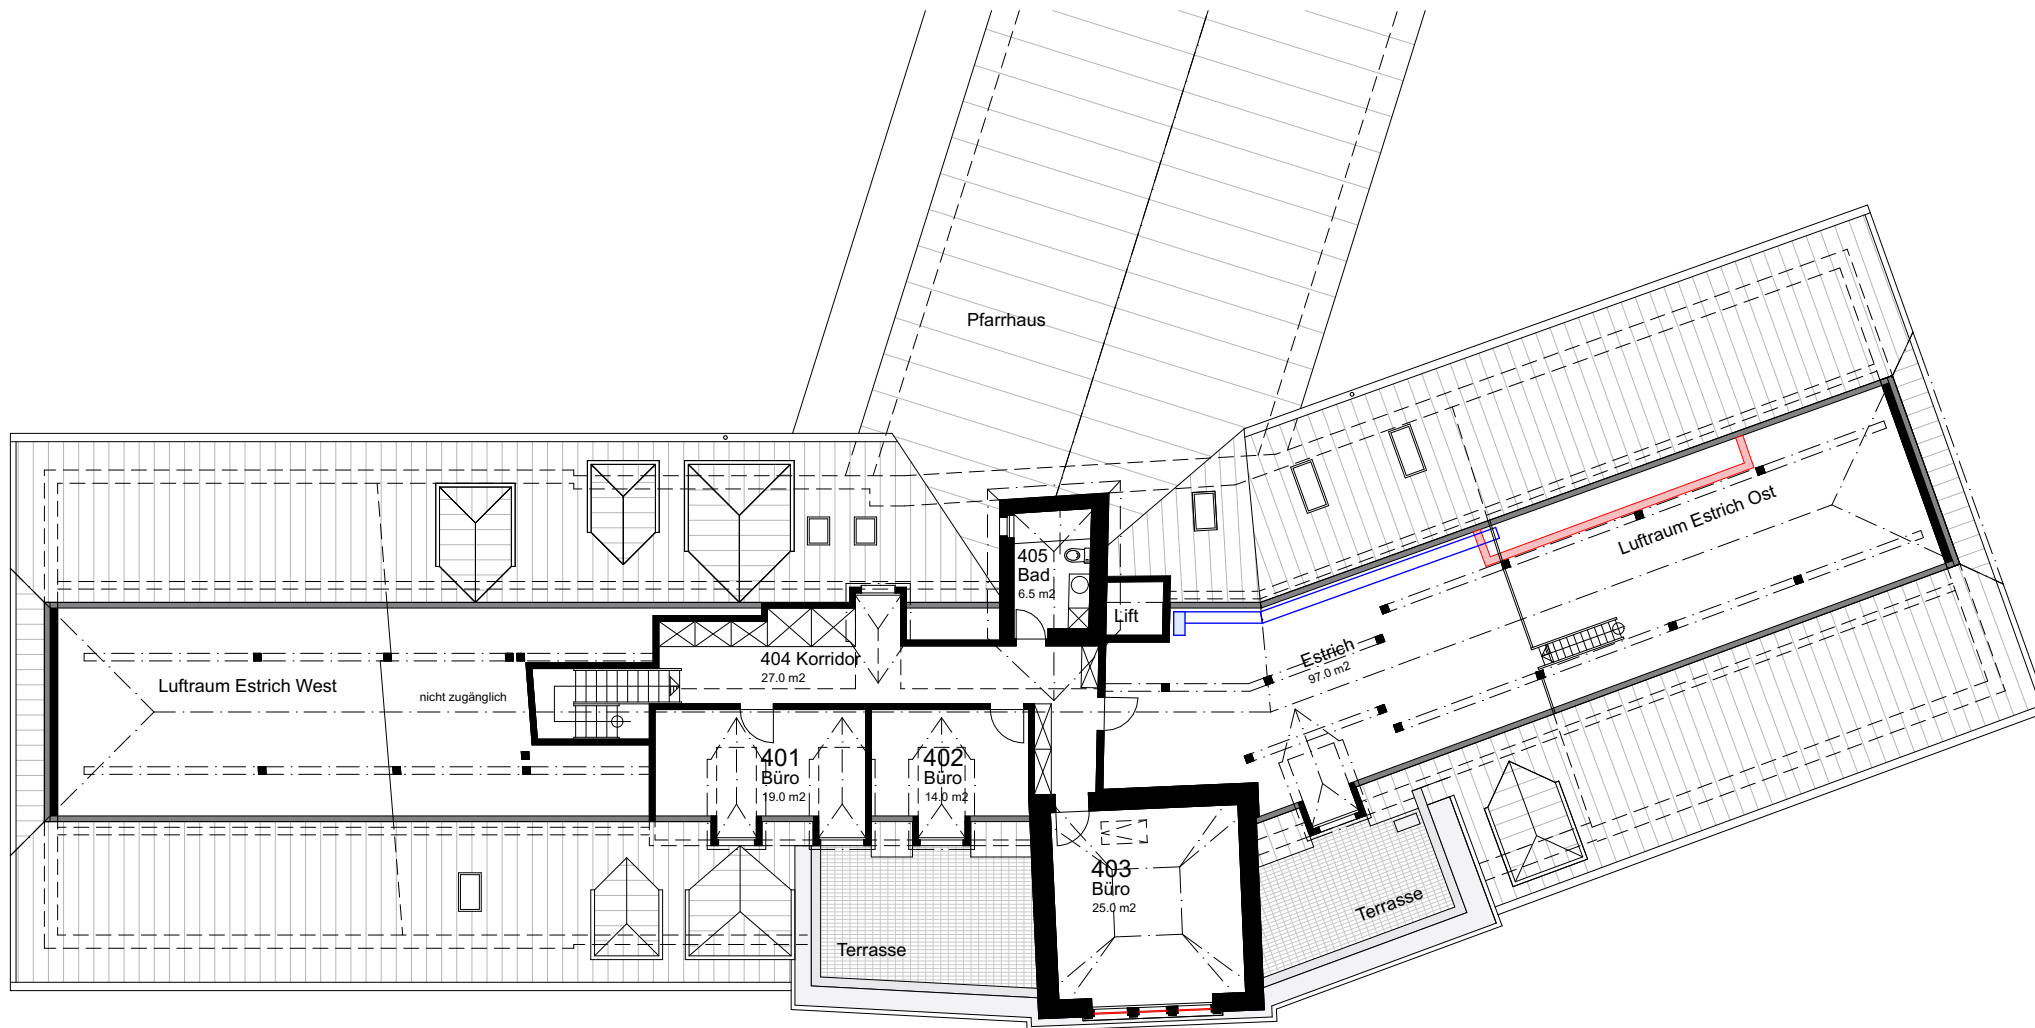 Pfarrhaus
Luftraum Estrich Ost
405
Bad
6.5 m2
Lift
404 Korridor
27.0 m2
Estrich
97.0 m2
Luftraum Estrich West
nicht zugänglich
401
Büro
19.0 m2
402
Büro
14.0 m2
403
Büro
25.0 m2
Terrasse
Terrasse